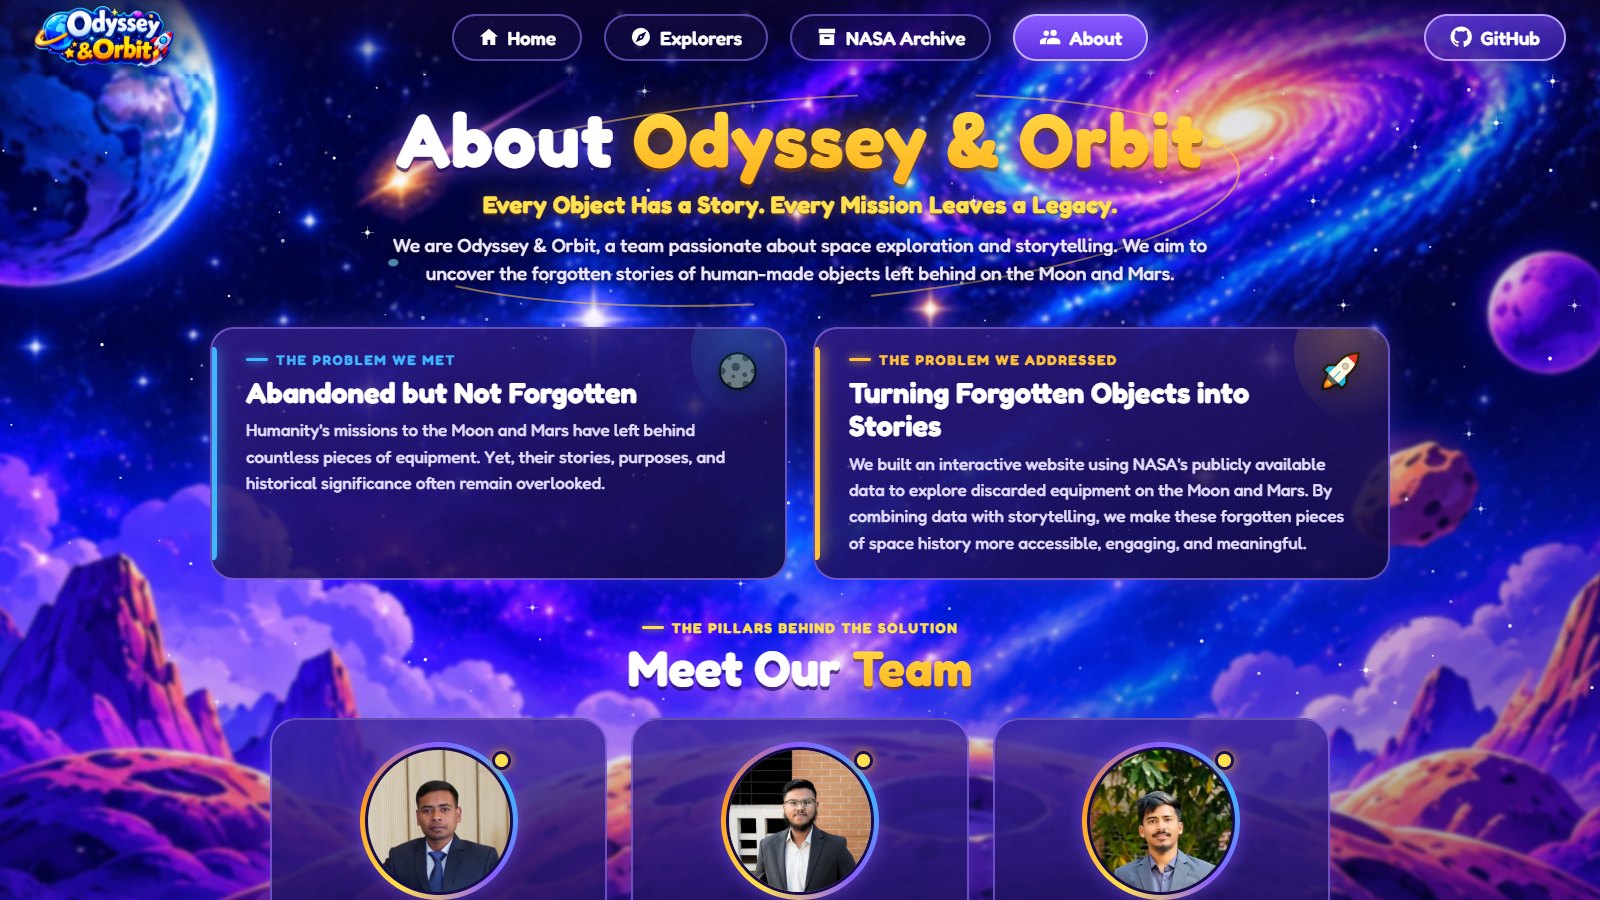 Odyssey
&Orbit
Home
Explorers
NASA Archive
About
GitHub
About Odyssey & Orbit
Every Object Has a Story. Every Mission Leaves a Legacy.
We are Odyssey & Orbit, a team passionate about space exploration and storytelling. We aim to
uncover the forgotten stories of human-made objects left behind on the Moon and Mars.
THE PROBLEM WE MET
Abandoned but Not Forgotten
Humanity's missions to the Moon and Mars have left behind
countless pieces of equipment. Yet, their stories, purposes, and
historical significance often remain overlooked.
THE PROBLEM WE ADDRESSED
Turning Forgotten Objects into
Stories
We built an interactive website using NASA's publicly available
data to explore discarded equipment on the Moon and Mars. By
combining data with storytelling, we make these forgotten pieces
of space history more accessible, engaging, and meaningful.
THE PILLARS BEHIND THE SOLUTION
Meet Our Team